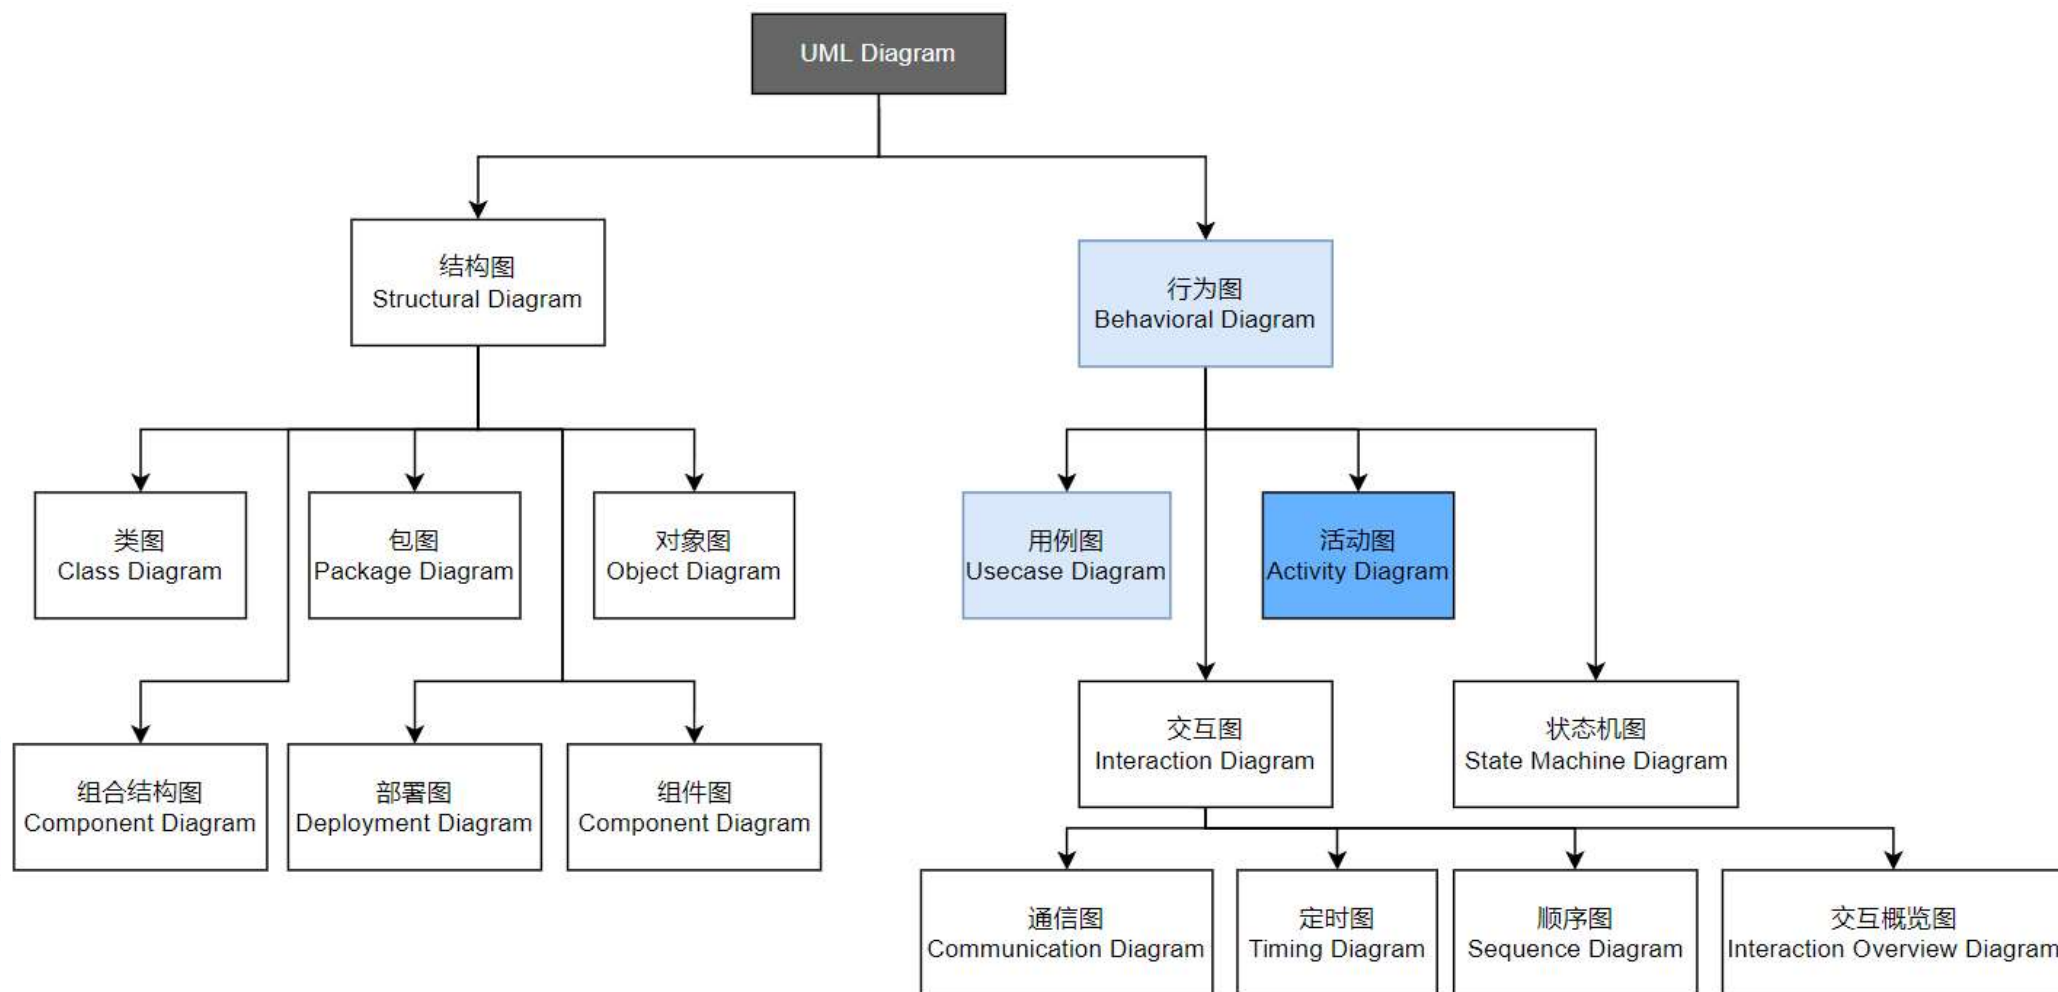 UML Diagram
结构图
Structural Diagram
行为图
Behavioral Diagram
类图
Class Diagram
包图
Package Diagram
对象图
Object Diagram
用例图
Usecase Diagram
活动图
Activity Diagram
交互图
Interaction Diagram
状态机图
State Machine Diagram
组合结构图
Component Diagram
部署图
Deployment Diagram
组件图
Component Diagram
通信图
Communication Diagram
定时图
Timing Diagram
顺序图
Sequence Diagram
交互概览图
Interaction Overview Diagram